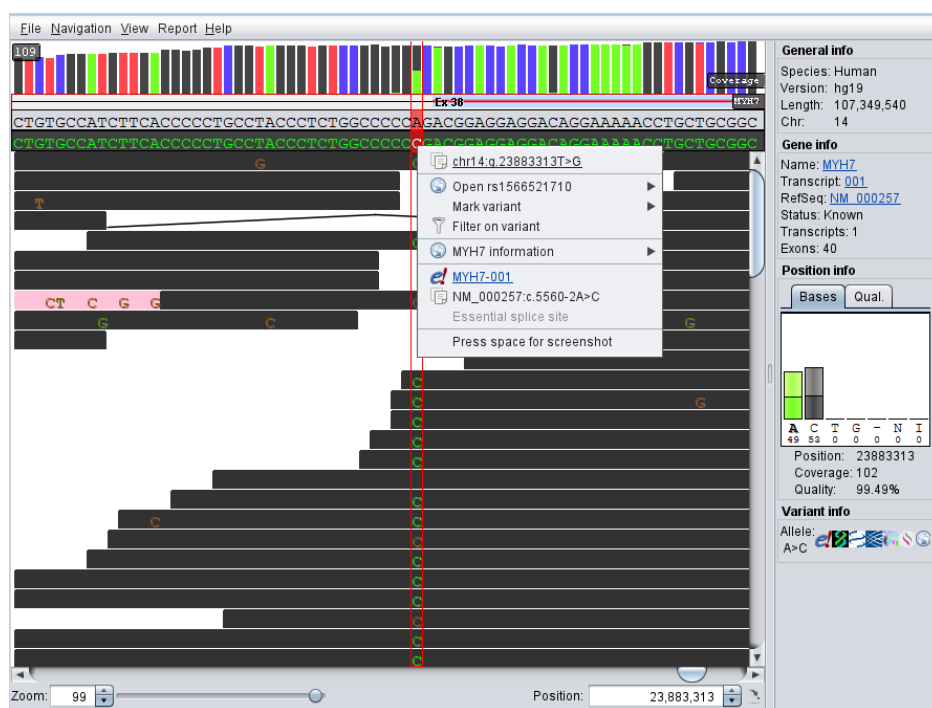 File Navigation View Report Help
109
Coverage
Ex 38
MYH7
CTGTGCCATCTTCACCCCCTGCCTACCCTCTGGCCCCCAGACGGAGGAGGACAGGAAAAACCTGCTGCGGC
CTGTGCCATCTTCACCCCCTGCCTACCCTCTGGCCCCCCGACGGAGGAGGACAGGAAAAACCTGCTGCGGC
G
T
CT C G G
G C G
chr14:g.23883313T>G
Open rs1566521710
Mark variant
Filter on variant
MYH7 information
MYH7-001
NM_000257:c.5560-2A>C
Essential splice site
Press space for screenshot
C
C G
C
C
C
C
C C
C
C
C
C
C
C
C
Zoom: 99
Position: 23,883,313
General info
Species: Human
Version: hg19
Length: 107,349,540
Chr: 14
Gene info
Name: MYH7
Transcript: 001
RefSeq: NM_000257
Status: Known
Transcripts: 1
Exons: 40
Position info
Bases Qual.
A C T G - N I
49 53 0 0 0 0 0
Position: 23883313
Coverage: 102
Quality: 99.49%
Variant info
Allele:
A>C